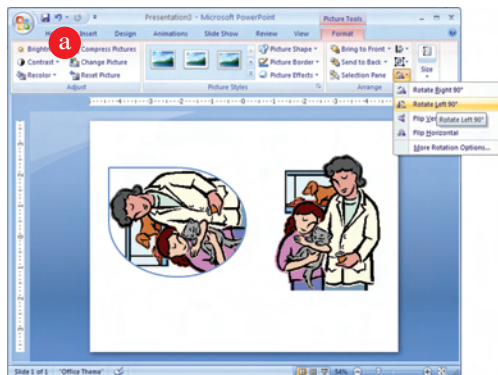 Presentation3 - Microsoft PowerPoint
Picture Tools
Insert Design Animations Slide Show Review View Format
a
Compress Pictures
Contrast Change Picture
Recolor Reset Picture
Adjust
Picture Styles
Picture Shape
Picture Border
Picture Effects
Bring to Front
Send to Back
Selection Pane
Arrange
Size
Rotate Right 90°
Rotate Left 90°
Flip Ve
Rotate Left 90°
Flip Horizontal
More Rotation Options...
Slide 1 of 1 "Office Theme" 54%